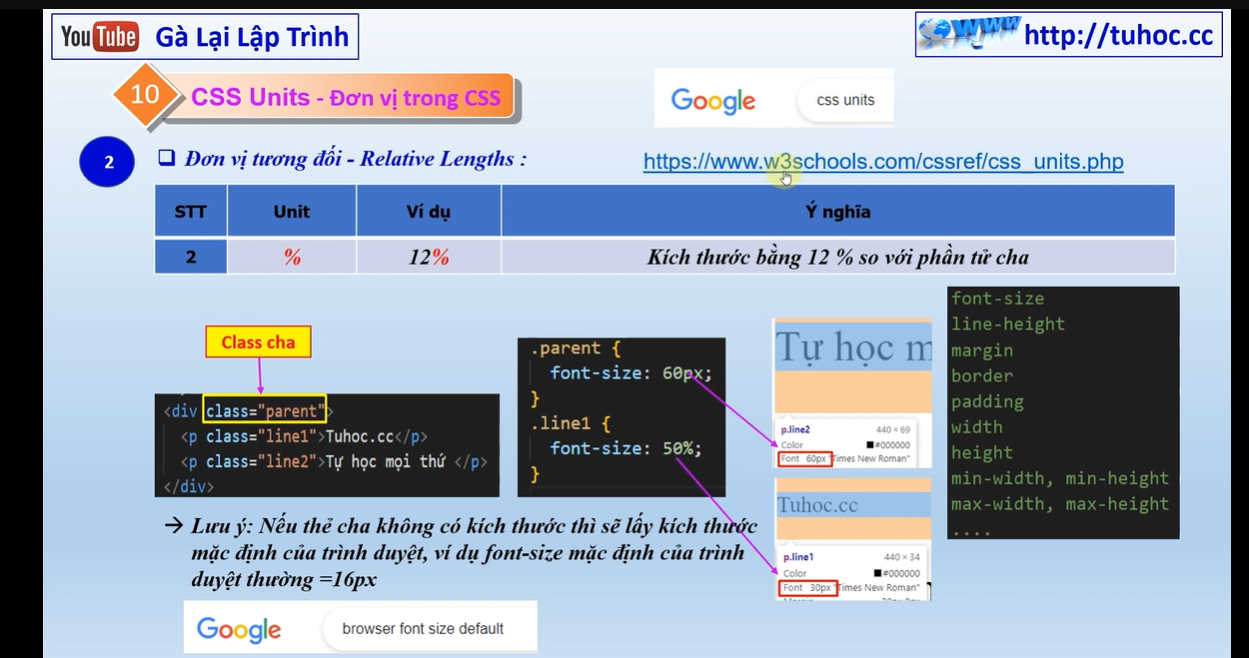 YouTube Gà Lại Lập Trình
www http://tuhoc.cc
10 CSS Units - Đơn vị trong CSS
Google css units
2 ❑ Đơn vị tương đối - Relative Lengths :
https://www.w3schools.com/cssref/css_units.php
STT Unit Ví dụ Ý nghĩa
2 % 12% Kích thước bằng 12 % so với phần tử cha
Class cha
<div class="parent">
<p class="line1">Tuhoc.cc</p>
<p class="line2">Tự học mọi thứ </p>
</div>
.parent {
font-size: 60px;
}
.line1 {
font-size: 50%;
}
Tự học m
p.line2 440 × 69
Color #000000
Font 60px "Times New Roman"
Tuhoc.cc
p.line1 440 × 34
Color #000000
Font 30px "Times New Roman"
font-size
line-height
margin
border
padding
width
height
min-width, min-height
max-width, max-height
....
→ Lưu ý: Nếu thẻ cha không có kích thước thì sẽ lấy kích thước
mặc định của trình duyệt, ví dụ font-size mặc định của trình
duyệt thường =16px
Google browser font size default